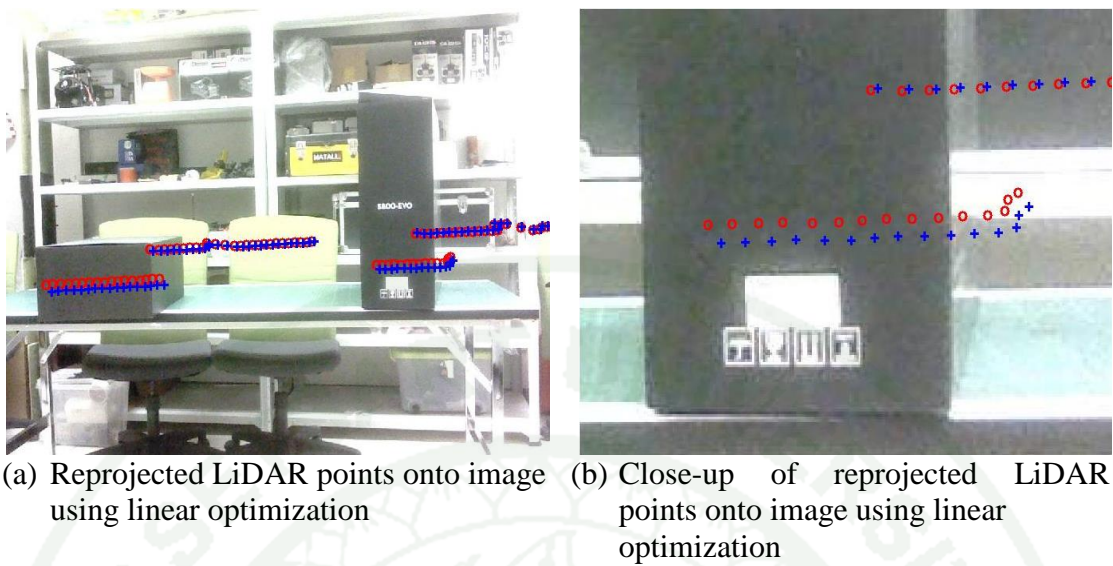 MATALL
S800-EVO
(a) Reprojected LiDAR points onto image
using linear optimization
(b) Close-up of reprojected LiDAR
points onto image using linear
optimization